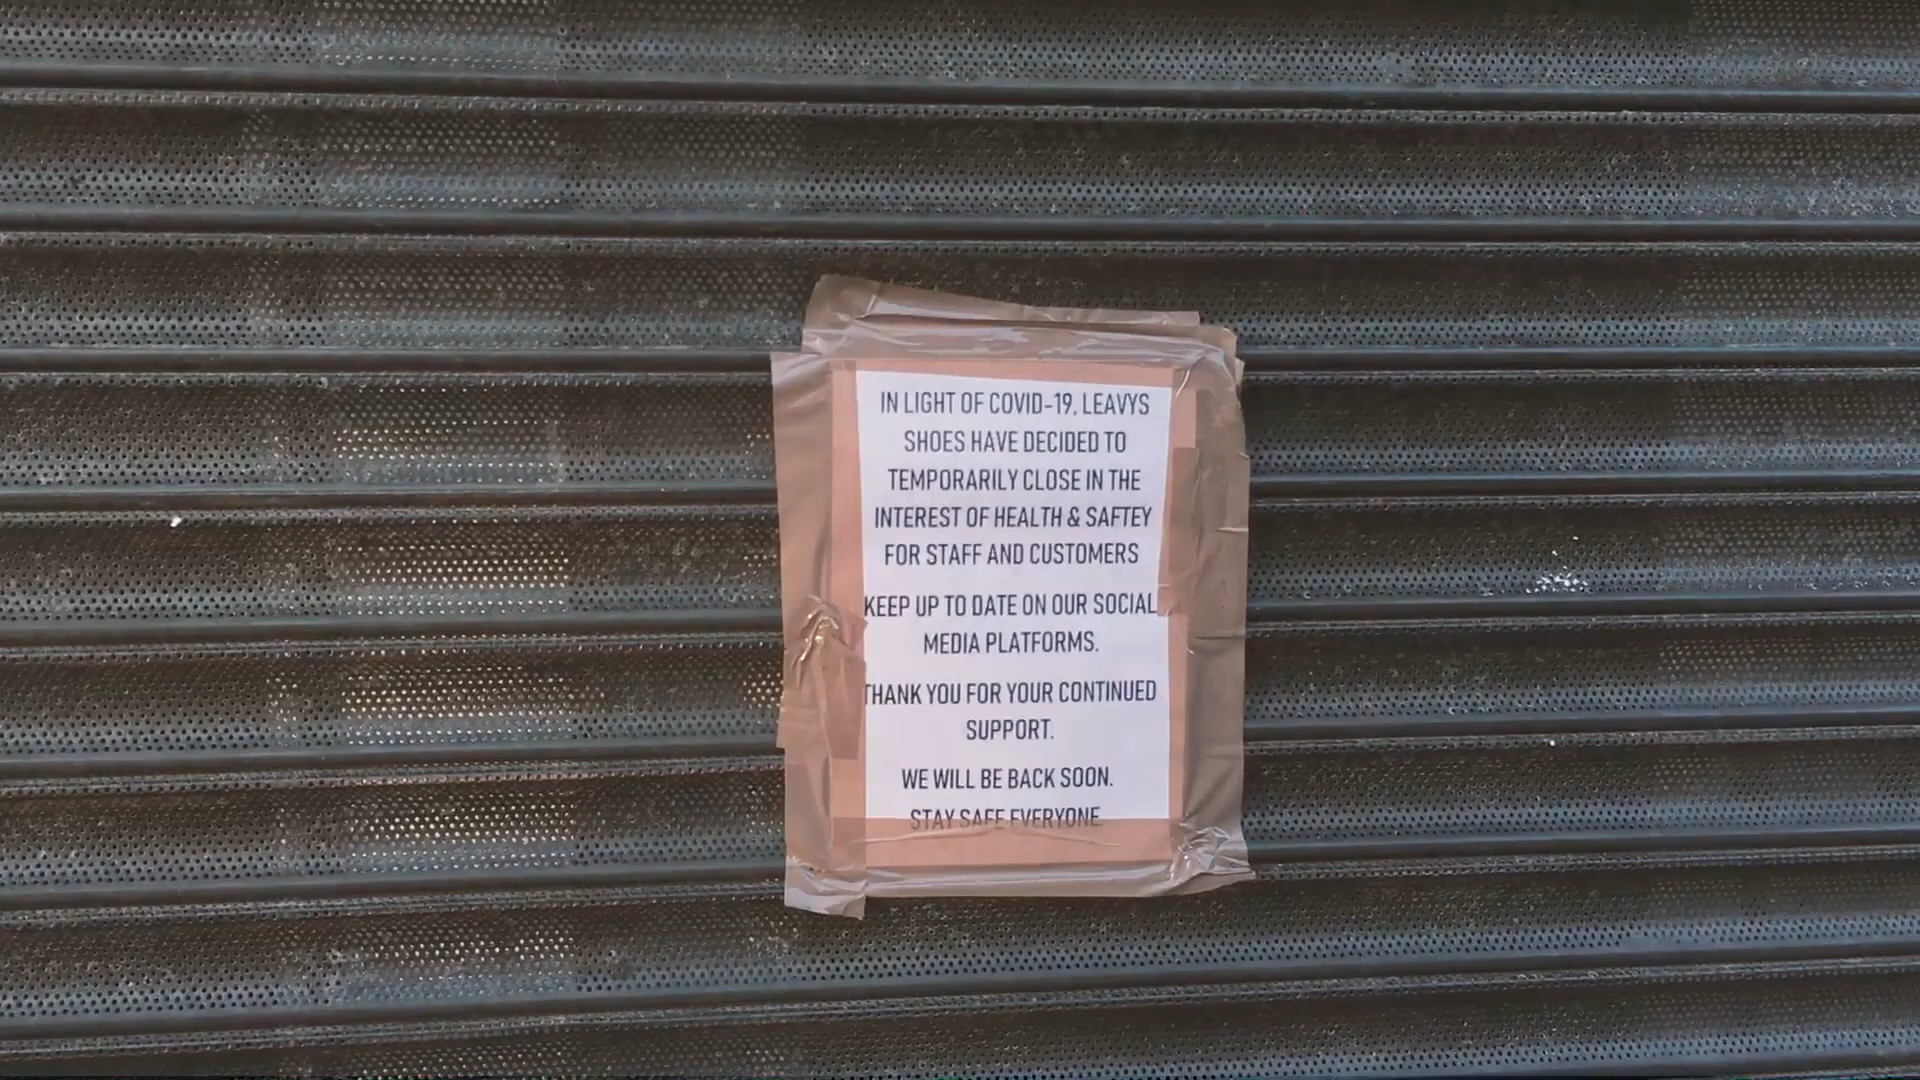 IN LIGHT OF COVID-19, LEAVYS
SHOES HAVE DECIDED TO
TEMPORARILY CLOSE IN THE
INTEREST OF HEALTH & SAFTEY
FOR STAFF AND CUSTOMERS
KEEP UP TO DATE ON OUR SOCIAL
MEDIA PLATFORMS.
THANK YOU FOR YOUR CONTINUED
SUPPORT.
WE WILL BE BACK SOON.
STAY SAFE EVERYONE.